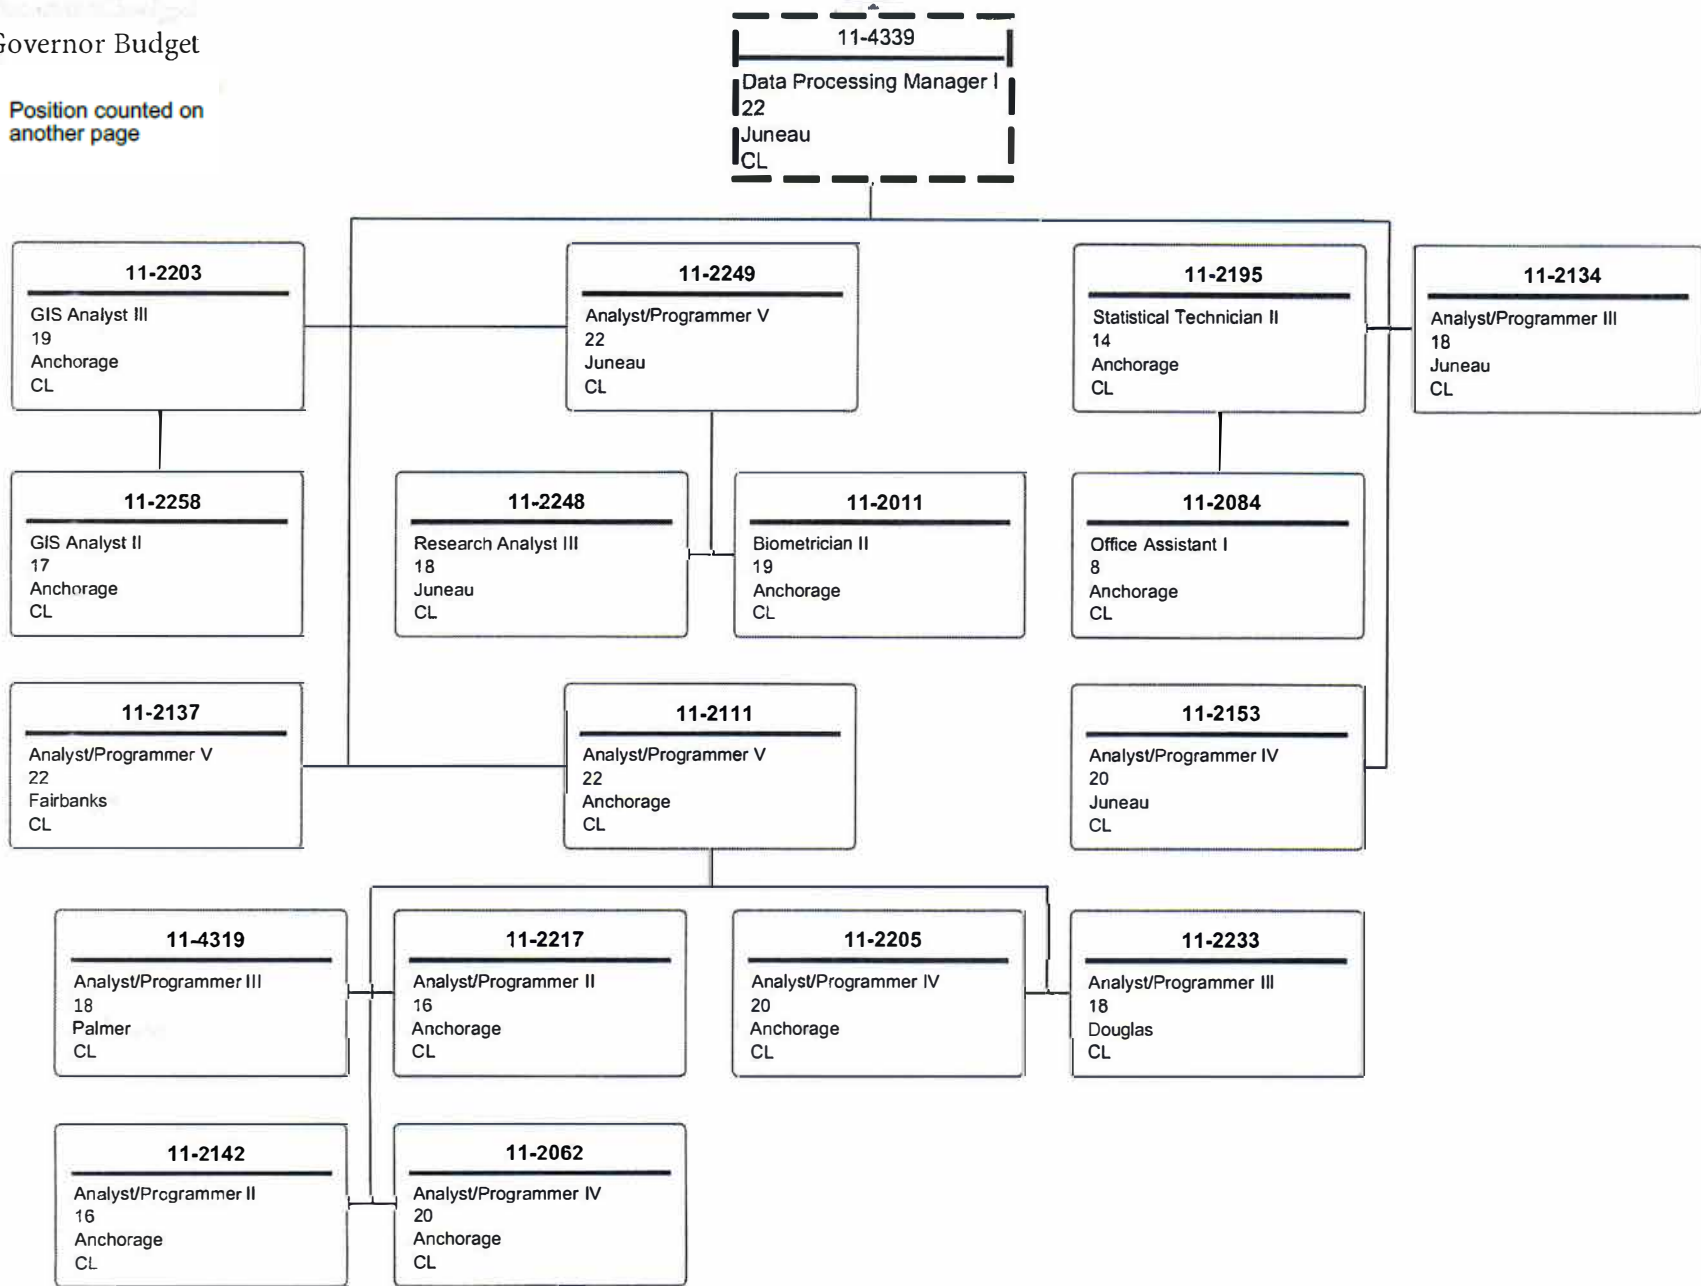 Governor Budget
Position counted on
another page
11-4339
Data Processing Manager I
22
Juneau
CL
11-2203
GIS Analyst III
19
Anchorage
CL
11-2249
Analyst/Programmer V
22
Juneau
CL
11-2195
Statistical Technician II
14
Anchorage
CL
11-2134
Analyst/Programmer III
18
Juneau
CL
11-2258
GIS Analyst II
17
Anchorage
CL
11-2248
Research Analyst III
18
Juneau
CL
11-2011
Biometrician II
19
Anchorage
CL
11-2084
Office Assistant I
8
Anchorage
CL
11-2137
Analyst/Programmer V
22
Fairbanks
CL
11-2111
Analyst/Programmer V
22
Anchorage
CL
11-2153
Analyst/Programmer IV
20
Juneau
CL
11-4319
Analyst/Programmer III
18
Palmer
CL
11-2217
Analyst/Programmer II
16
Anchorage
CL
11-2205
Analyst/Programmer IV
20
Anchorage
CL
11-2233
Analyst/Programmer III
18
Douglas
CL
11-2142
Analyst/Programmer II
16
Anchorage
CL
11-2062
Analyst/Programmer IV
20
Anchorage
CL